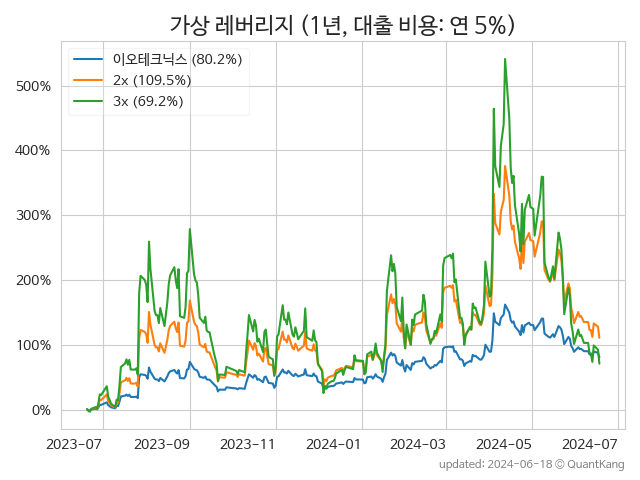 가상 레버리지 (1년, 대출 비용: 연 5%)
이오테크닉스 (80.2%)
2x (109.5%)
3x (69.2%)
500%
400%
300%
200%
100%
0%
2023-07 2023-09 2023-11 2024-01 2024-03 2024-05 2024-07
updated: 2024-06-18 © QuantKang